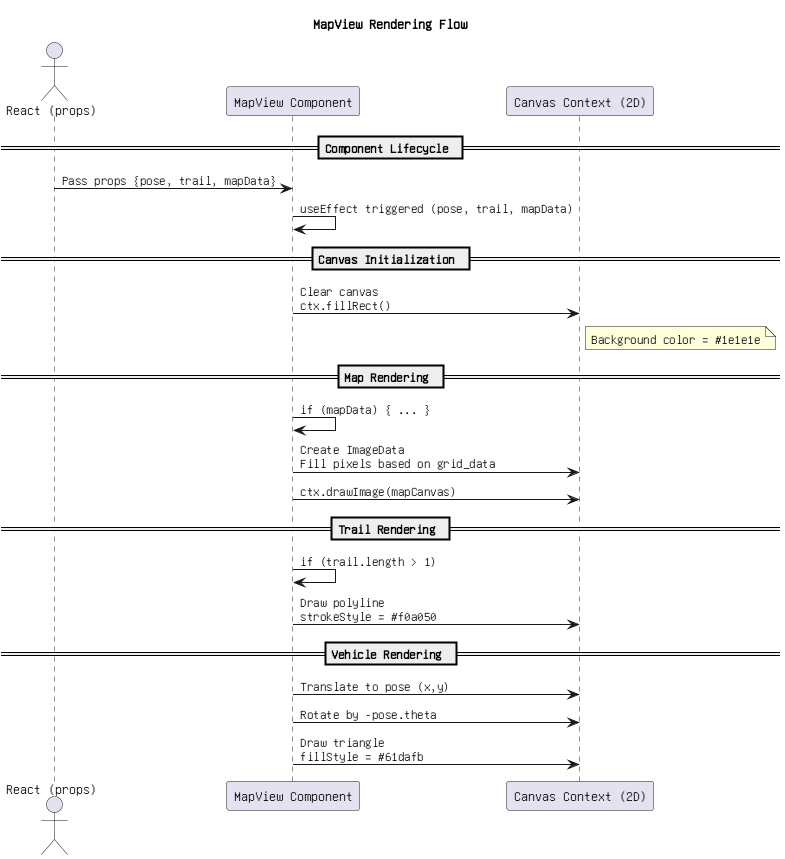 MapView Rendering Flow
React (props)
MapView Component
Canvas Context (2D)
Component Lifecycle
Pass props {pose, trail, mapData}
useEffect triggered (pose, trail, mapData)
Canvas Initialization
Clear canvas
ctx.fillRect()
Background color = #1e1e1e
Map Rendering
if (mapData) { ... }
Create ImageData
Fill pixels based on grid_data
ctx.drawImage(mapCanvas)
Trail Rendering
if (trail.length > 1)
Draw polyline
strokeStyle = #f0a050
Vehicle Rendering
Translate to pose (x,y)
Rotate by -pose.theta
Draw triangle
fillStyle = #61dafb
React (props)
MapView Component
Canvas Context (2D)